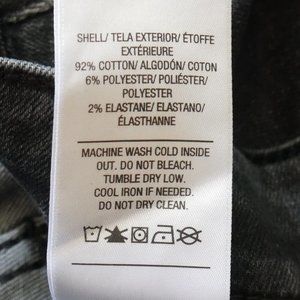 SHELL/ TELA EXTERIOR/ ÉTOFFE
EXTÉRIEURE
92% COTTON/ ALGODÓN/ COTON
6% POLYESTER/ POLIÉSTER/
POLYESTER
2% ELASTANE/ ELASTANO/
ÉLASTHANNE
MACHINE WASH COLD INSIDE
OUT. DO NOT BLEACH.
TUMBLE DRY LOW.
COOL IRON IF NEEDED.
DO NOT DRY CLEAN.